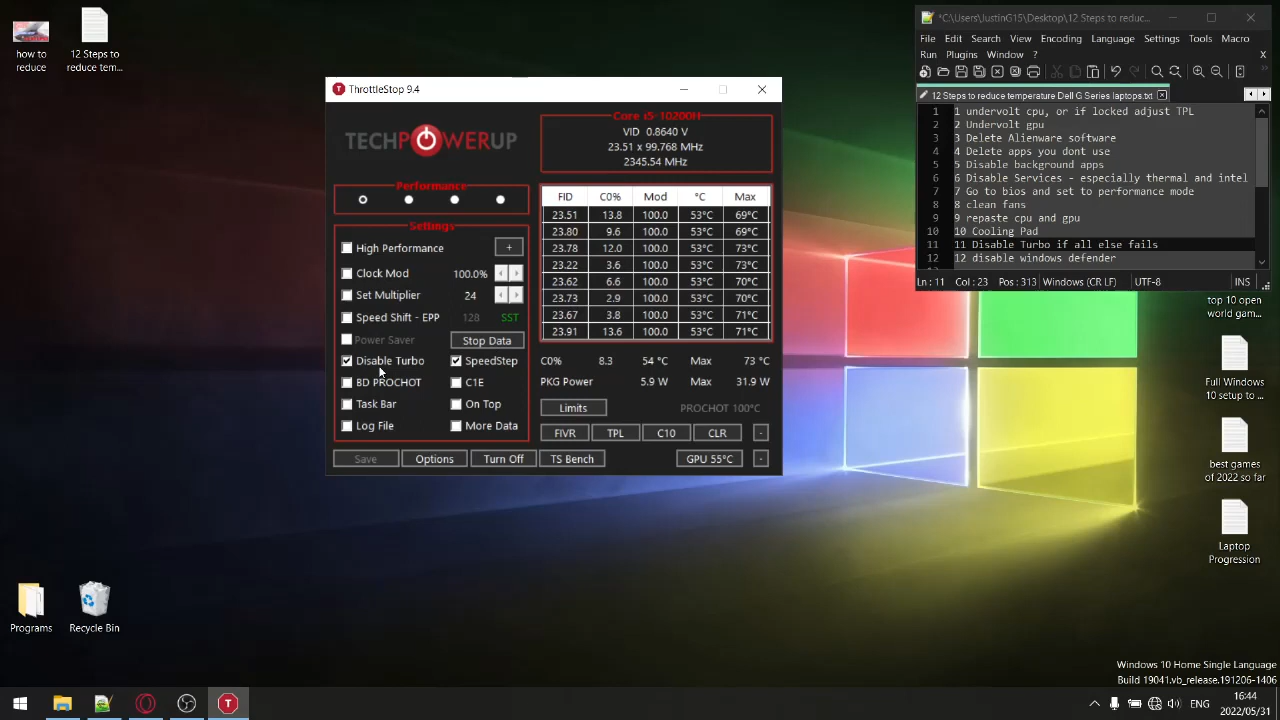 how to
reduce
12 Steps to
reduce tem...
Programs
Recycle Bin
T ThrottleStop 9.4
TECHPOWERUP
Performance
Settings
High Performance +
Clock Mod 100.0%
Set Multiplier 24
Speed Shift - EPP 128 SST
Power Saver Stop Data
Disable Turbo SpeedStep
BD PROCHOT C1E
Task Bar On Top
Log File More Data
Save Options Turn Off TS Bench
Core i5-10200H
VID 0.8640 V
23.51 x 99.768 MHz
2345.54 MHz
FID C0% Mod °C Max
23.51 13.8 100.0 53°C 69°C
23.80 9.6 100.0 53°C 69°C
23.78 12.0 100.0 53°C 73°C
23.22 3.6 100.0 53°C 73°C
23.62 6.6 100.0 53°C 70°C
23.73 2.9 100.0 53°C 70°C
23.67 3.8 100.0 53°C 71°C
23.91 13.6 100.0 53°C 71°C
C0% 8.3 54 °C Max 73 °C
PKG Power 5.9 W Max 31.9 W
Limits PROCHOT 100°C
FIVR TPL C10 CLR -
GPU 55°C -
*C:\Users\JustinG15\Desktop\12 Steps to reduc...
File Edit Search View Encoding Language Settings Tools Macro
Run Plugins Window ? X
12 Steps to reduce temperature Dell G Series laptops.txt
1 1 undervolt cpu, or if locked adjust TPL
2 2 Undervolt gpu
3 3 Delete Alienware software
4 4 Delete apps you dont use
5 5 Disable background apps
6 6 Disable Services - especially thermal and intel
7 7 Go to bios and set to performance mode
8 8 clean fans
9 9 repaste cpu and gpu
10 10 Cooling Pad
11 11 Disable Turbo if all else fails
12 12 disable windows defender
Ln : 11 Col : 23 Pos : 313 Windows (CR LF) UTF-8 INS
top 10 open
world gam...
Full Windows
10 setup to ...
best games
of 2022 so far
Laptop
Progression
Windows 10 Home Single Language
Build 19041.vb_release.191206-1406
T
ENG
16:44
2022/05/31